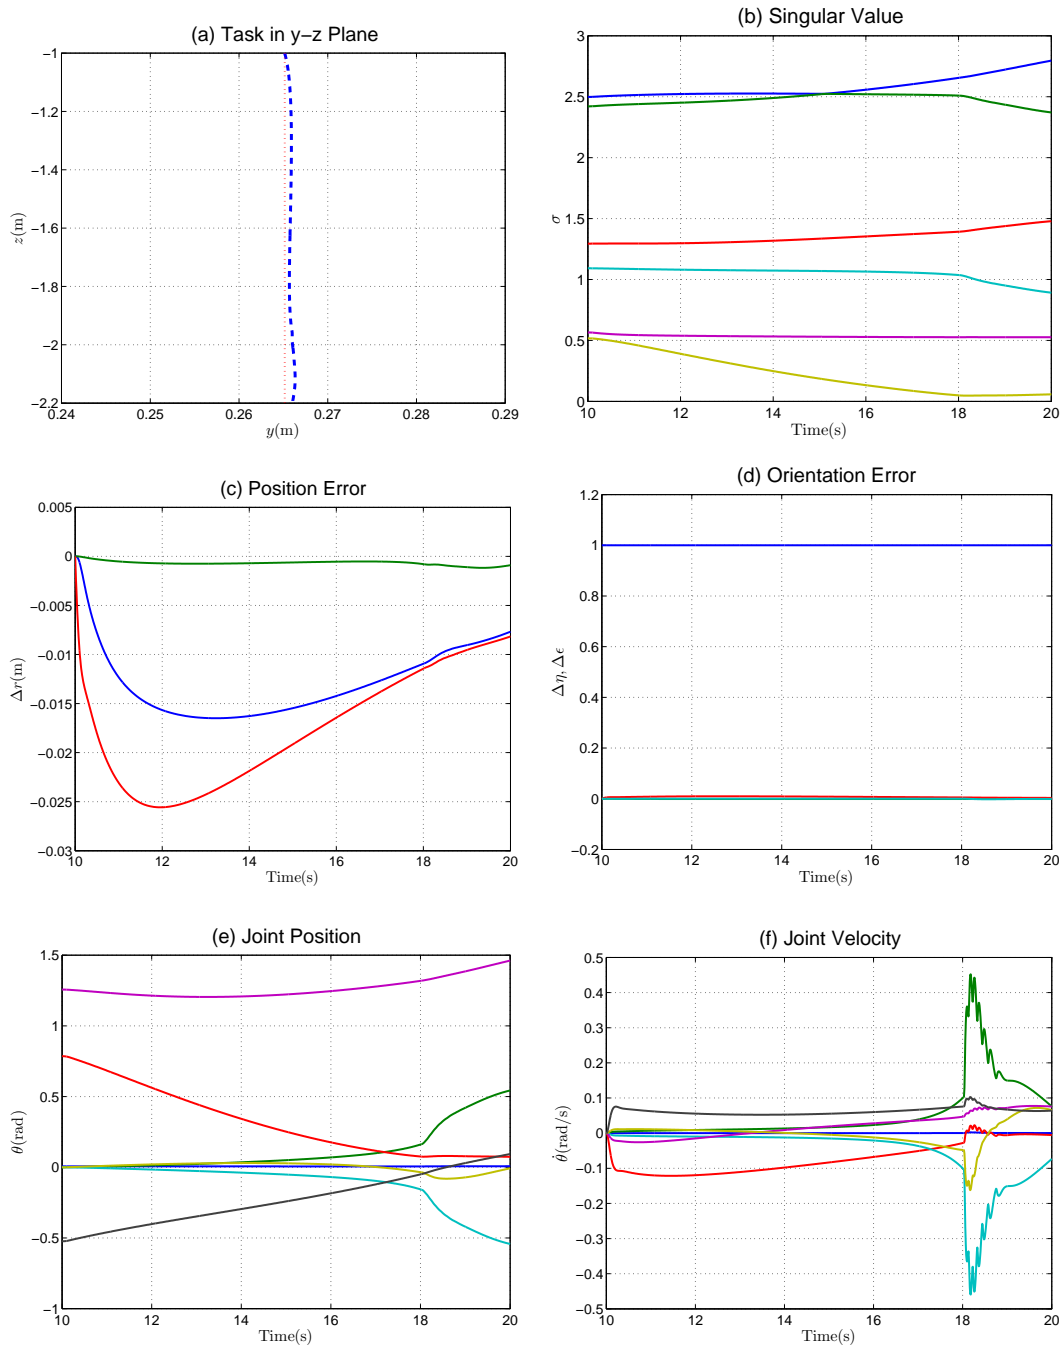 (a) Task in y−z Plane
−1
−1.2
−1.4
−1.6
−1.8
−2
−2.2
z(m)
0.24 0.25 0.26 0.27 0.28 0.29
y(m)
(b) Singular Value
3
2.5
2
1.5
1
0.5
0
σ
10 12 14 16 18 20
Time(s)
(c) Position Error
0.005
0
−0.005
−0.01
−0.015
−0.02
−0.025
−0.03
Δr(m)
10 12 14 16 18 20
Time(s)
(d) Orientation Error
1.2
1
0.8
0.6
0.4
0.2
0
−0.2
Δη, Δϵ
10 12 14 16 18 20
Time(s)
(e) Joint Position
1.5
1
0.5
0
−0.5
−1
θ(rad)
10 12 14 16 18 20
Time(s)
(f) Joint Velocity
0.5
0.4
0.3
0.2
0.1
0
−0.1
−0.2
−0.3
−0.4
−0.5
θ̇(rad/s)
10 12 14 16 18 20
Time(s)